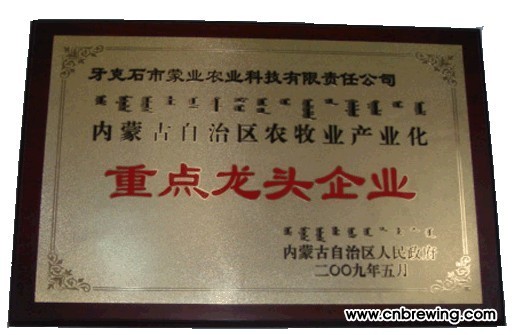 牙克石市蒙业农业科技有限责任公司
内蒙古自治区农牧业产业化
重点龙头企业
内蒙古自治区人民政府
二〇〇九年五月
www.cnbrewing.com